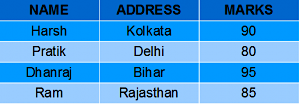 NAME ADDRESS MARKS
Harsh Kolkata 90
Pratik Delhi 80
Dhanraj Bihar 95
Ram Rajasthan 85